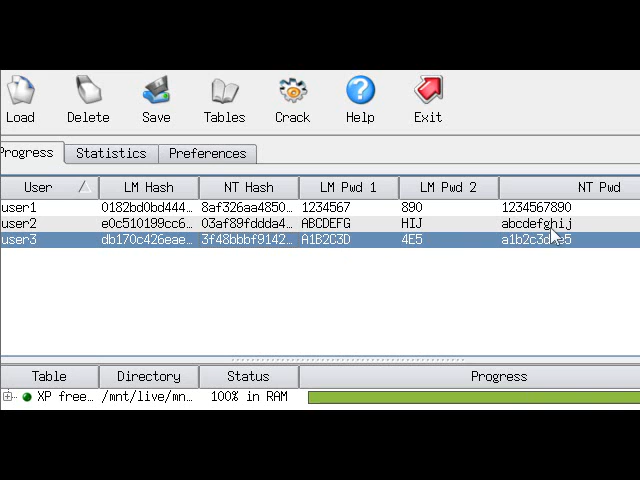 Load Delete Save Tables Crack Help Exit
Progress Statistics Preferences
User LM Hash NT Hash LM Pwd 1 LM Pwd 2 NT Pwd
user1 0182bd0bd444... 8af326aa4850... 1234567 890 1234567890
user2 e0c510199cc6... 03af89fddda4... ABCDEFG HIJ abcdefghij
user3 db170c426eae... 3f48bbbf9142... A1B2C3D 4E5
Table Directory Status Progress
XP free... /mnt/live/mn... 100% in RAM